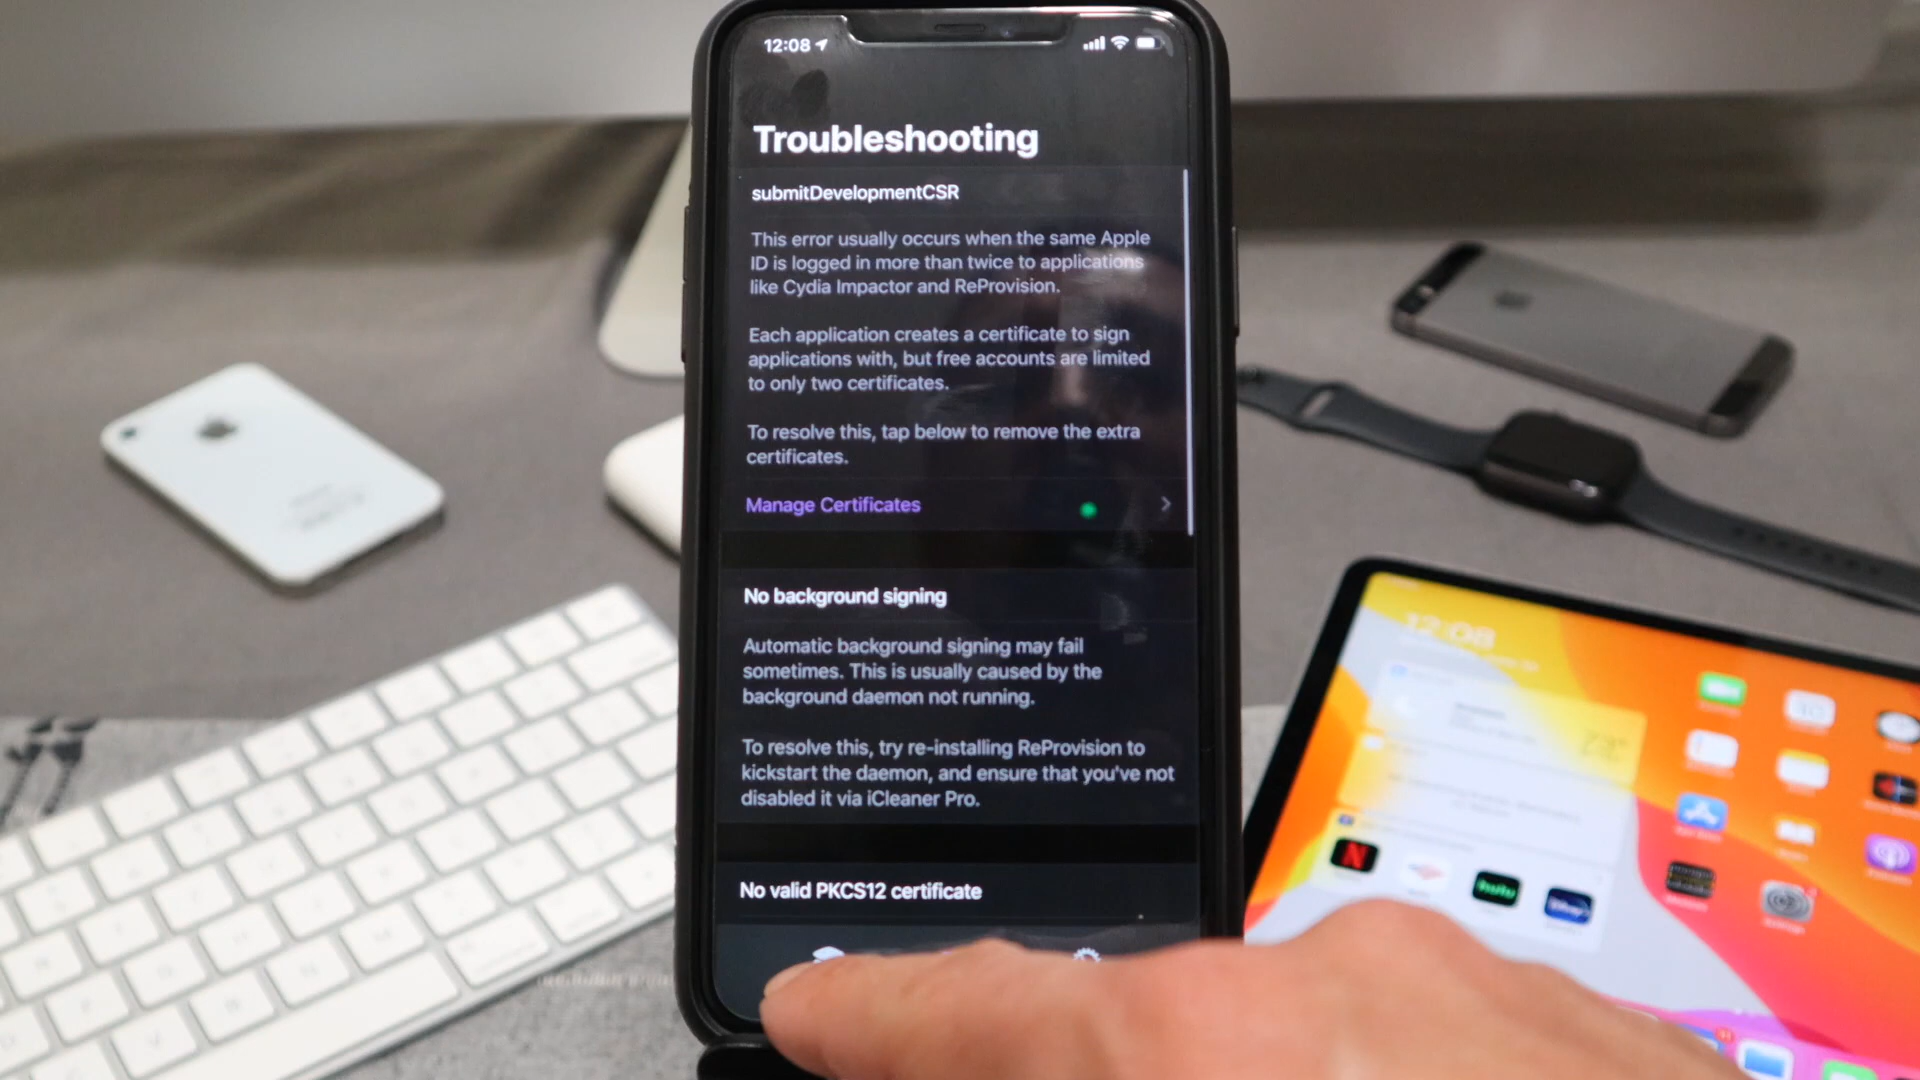 12:08
Troubleshooting
submitDevelopmentCSR
This error usually occurs when the same Apple
ID is logged in more than twice to applications
like Cydia Impactor and ReProvision.
Each application creates a certificate to sign
applications with, but free accounts are limited
to only two certificates.
To resolve this, tap below to remove the extra
certificates.
Manage Certificates
No background signing
Automatic background signing may fail
sometimes. This is usually caused by the
background daemon not running.
To resolve this, try re-installing ReProvision to
kickstart the daemon, and ensure that you've not
disabled it via iCleaner Pro.
No valid PKCS12 certificate
12:08
N
hulu